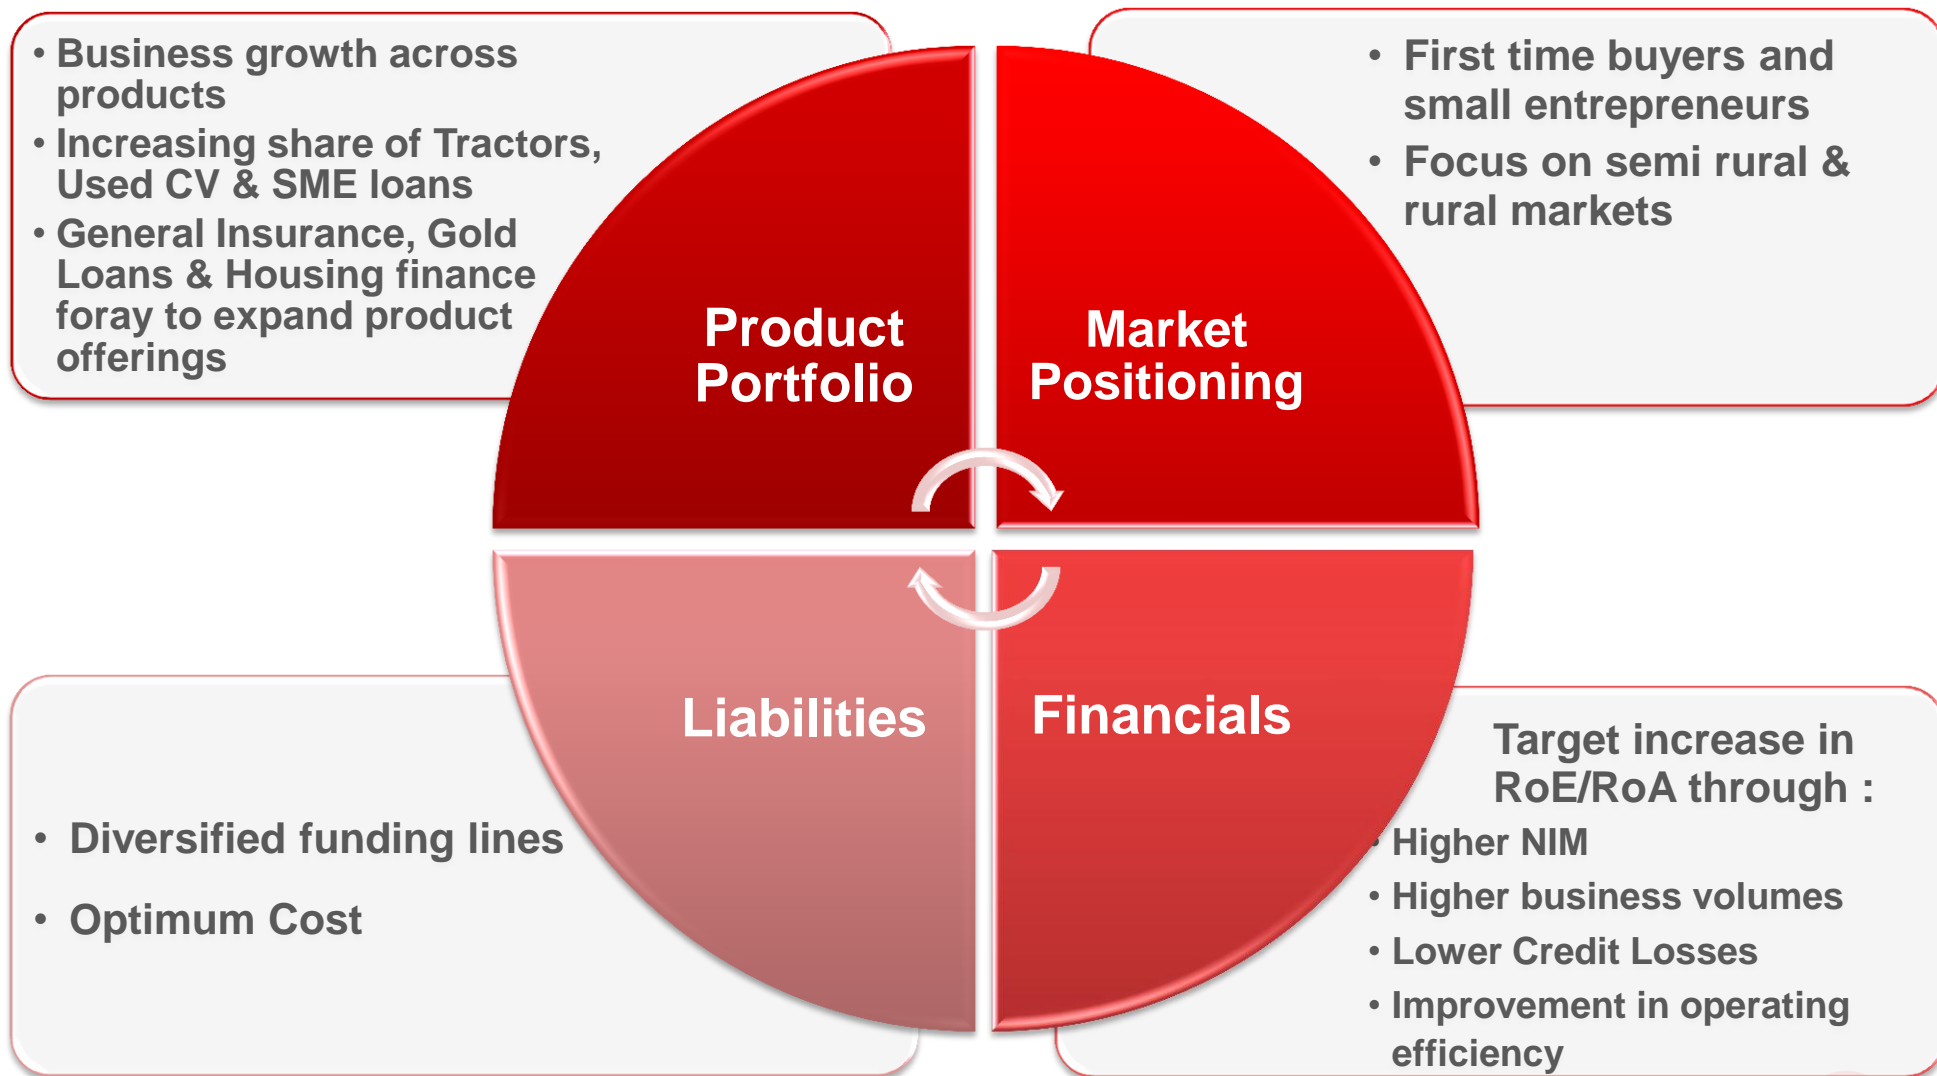 • Business growth across
products
• Increasing share of Tractors,
Used CV & SME loans
• General Insurance, Gold
Loans & Housing finance
foray to expand product
offerings
Product
Portfolio
Market
Positioning
• First time buyers and
small entrepreneurs
• Focus on semi rural &
rural markets
Liabilities
• Diversified funding lines
• Optimum Cost
Financials
Target increase in
RoE/RoA through :
• Higher NIM
• Higher business volumes
• Lower Credit Losses
• Improvement in operating
efficiency